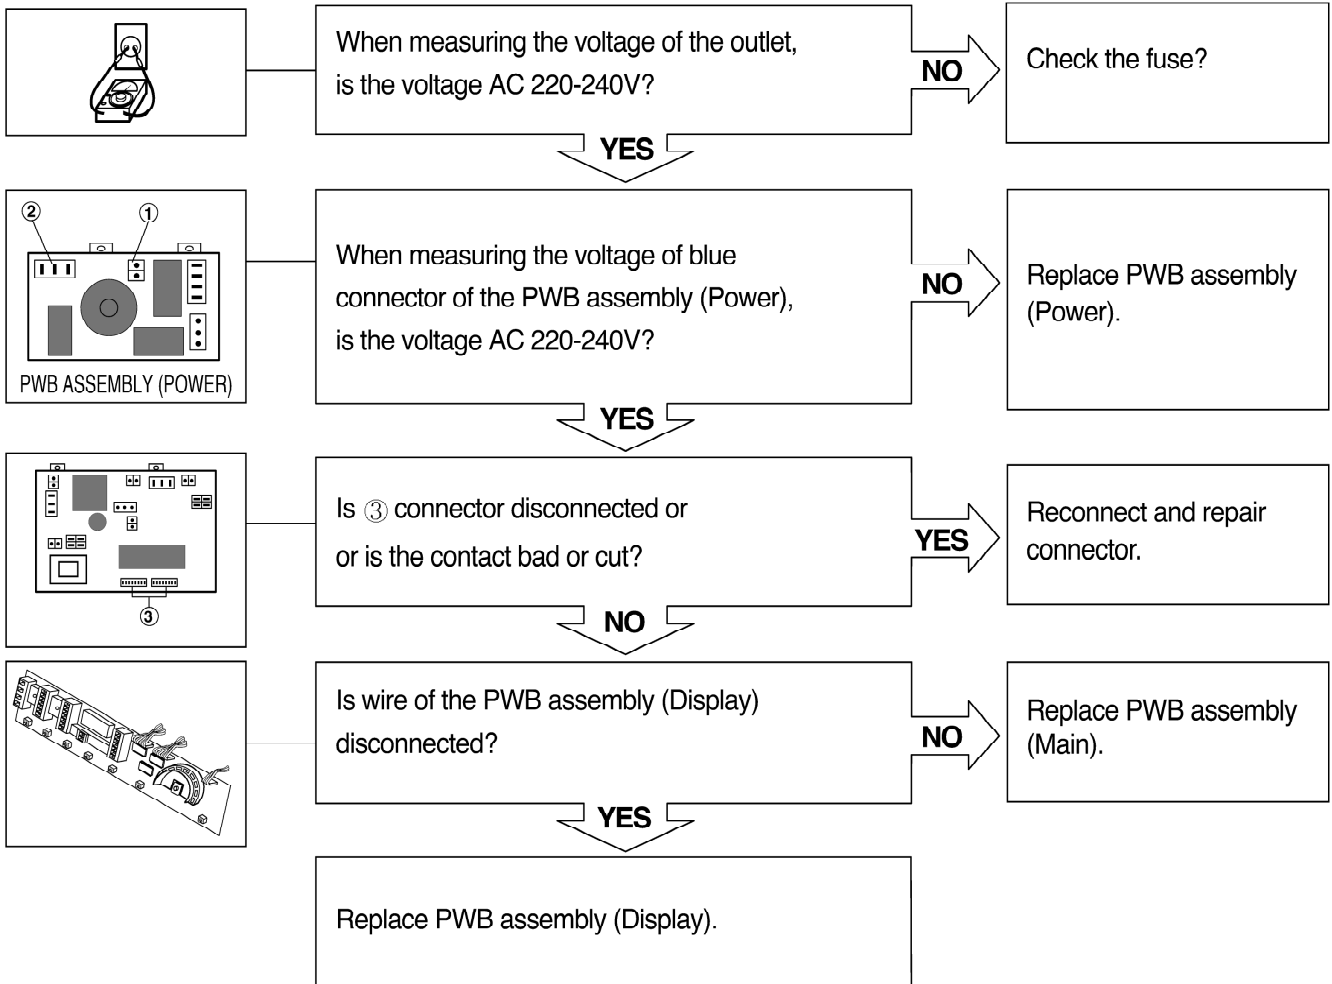 When measuring the voltage of the outlet,
is the voltage AC 220-240V?
NO
Check the fuse?
YES
② ①
PWB ASSEMBLY (POWER)
When measuring the voltage of blue
connector of the PWB assembly (Power),
is the voltage AC 220-240V?
NO
Replace PWB assembly
(Power).
YES
③
Is ③ connector disconnected or
or is the contact bad or cut?
YES
Reconnect and repair
connector.
NO
Is wire of the PWB assembly (Display)
disconnected?
NO
Replace PWB assembly
(Main).
YES
Replace PWB assembly (Display).